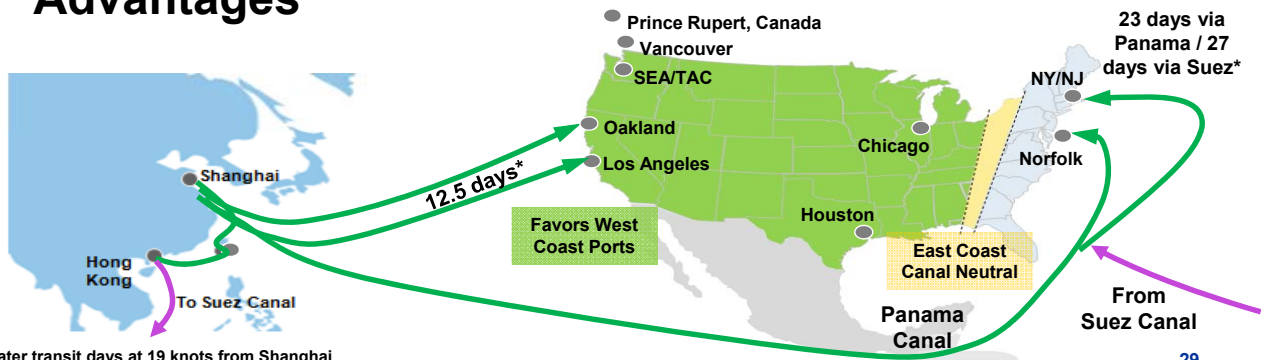 Advantages
Prince Rupert, Canada
Vancouver
SEA/TAC
Oakland
Los Angeles
Chicago
Houston
NY/NJ
Norfolk
23 days via
Panama / 27
days via Suez*
Shanghai
Hong
Kong
To Suez Canal
12.5 days*
Favors West
Coast Ports
East Coast
Canal Neutral
Panama
Canal
From
Suez Canal
transit days at 19 knots from Shanghai
29